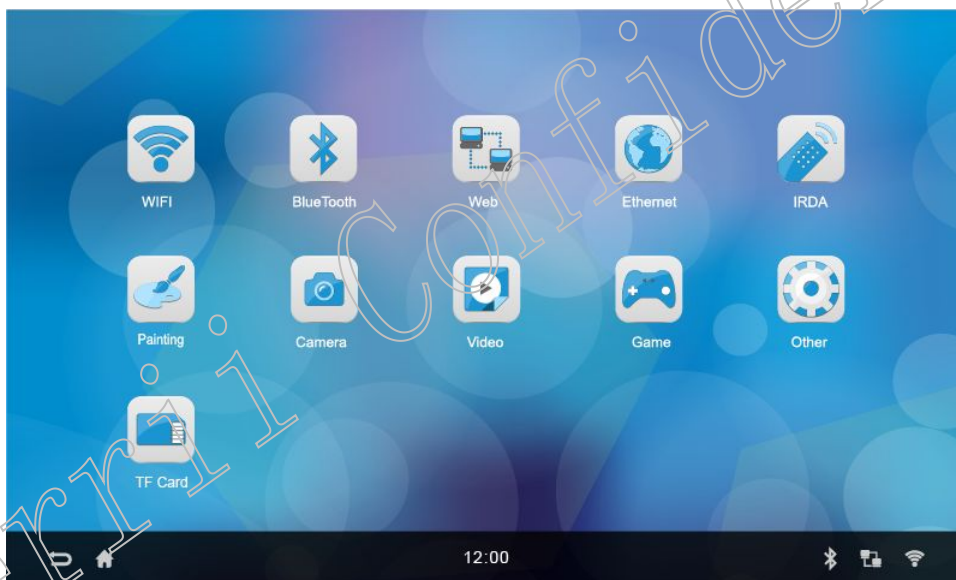 WIFI
BlueTooth
Web
Ethernet
IRDA
Painting
Camera
Video
Game
Other
TF Card
12:00